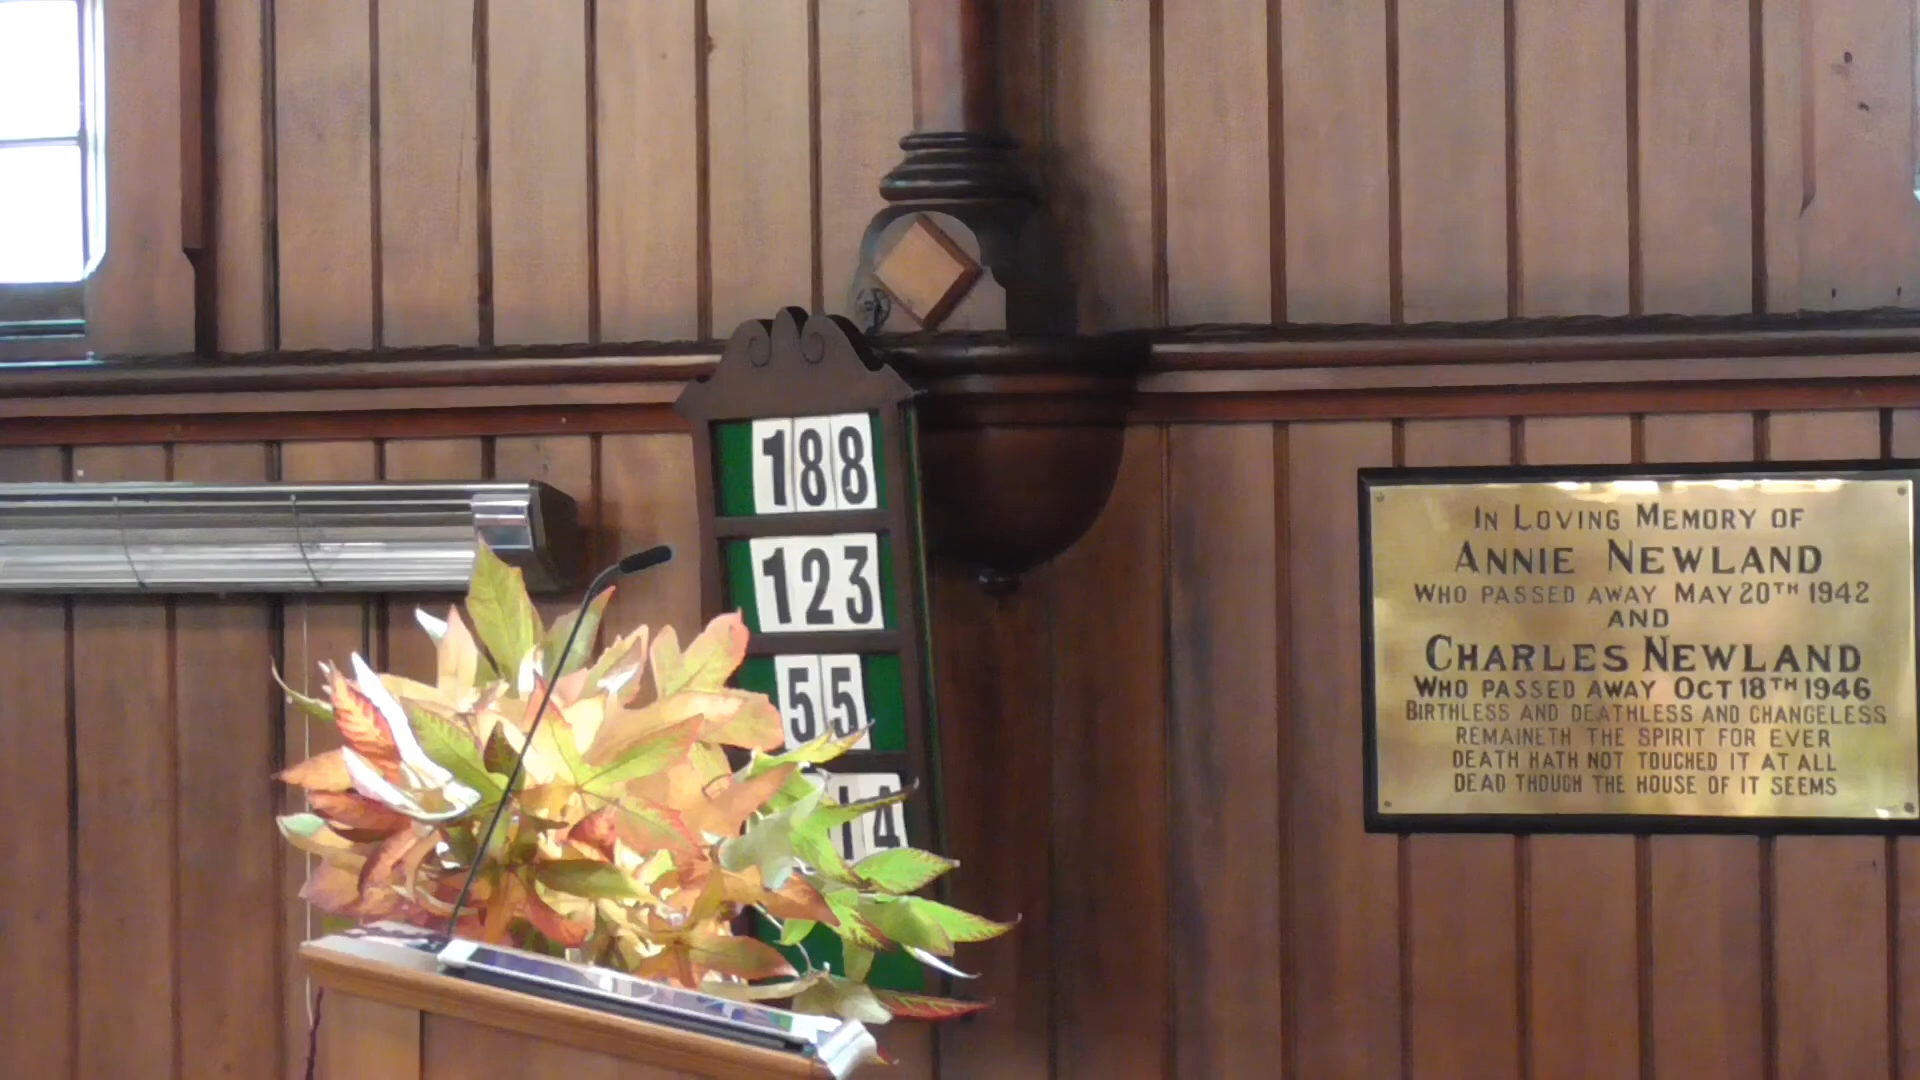 188
123
55
14
IN LOVING MEMORY OF
ANNIE NEWLAND
WHO PASSED AWAY MAY 20TH 1942
AND
CHARLES NEWLAND
WHO PASSED AWAY OCT 18TH 1946
BIRTHLESS AND DEATHLESS AND CHANGELESS
REMAINETH THE SPIRIT FOR EVER
DEATH HATH NOT TOUCHED IT AT ALL
DEAD THOUGH THE HOUSE OF IT SEEMS